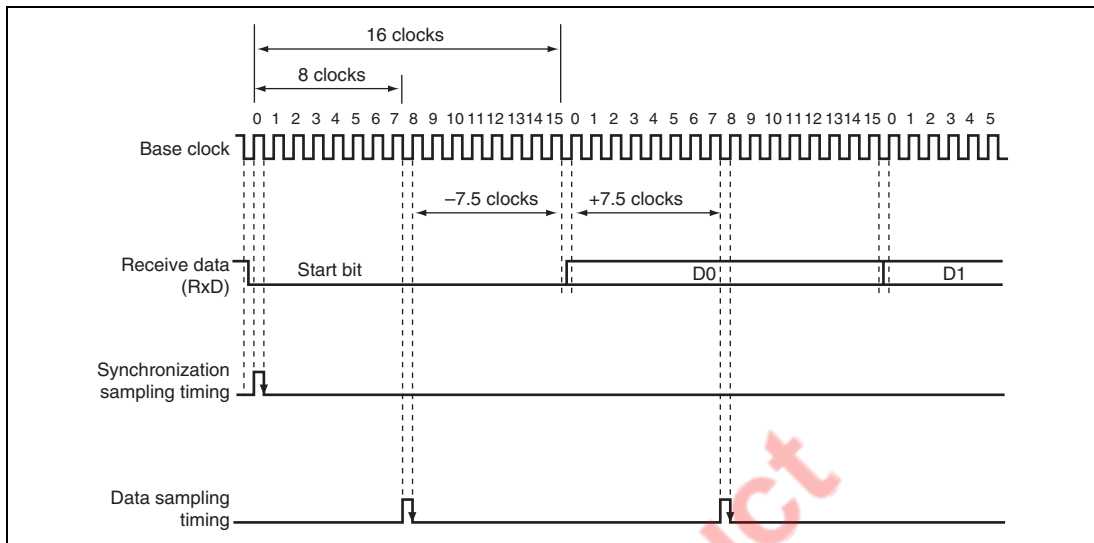 16 clocks
8 clocks
0 1 2 3 4 5 6 7 8 9 10 11 12 13 14 15 0 1 2 3 4 5 6 7 8 9 10 11 12 13 14 15 0 1 2 3 4 5
Base clock
–7.5 clocks +7.5 clocks
Receive data
(RxD)
Start bit D0 D1
Synchronization
sampling timing
Data sampling
timing
uct